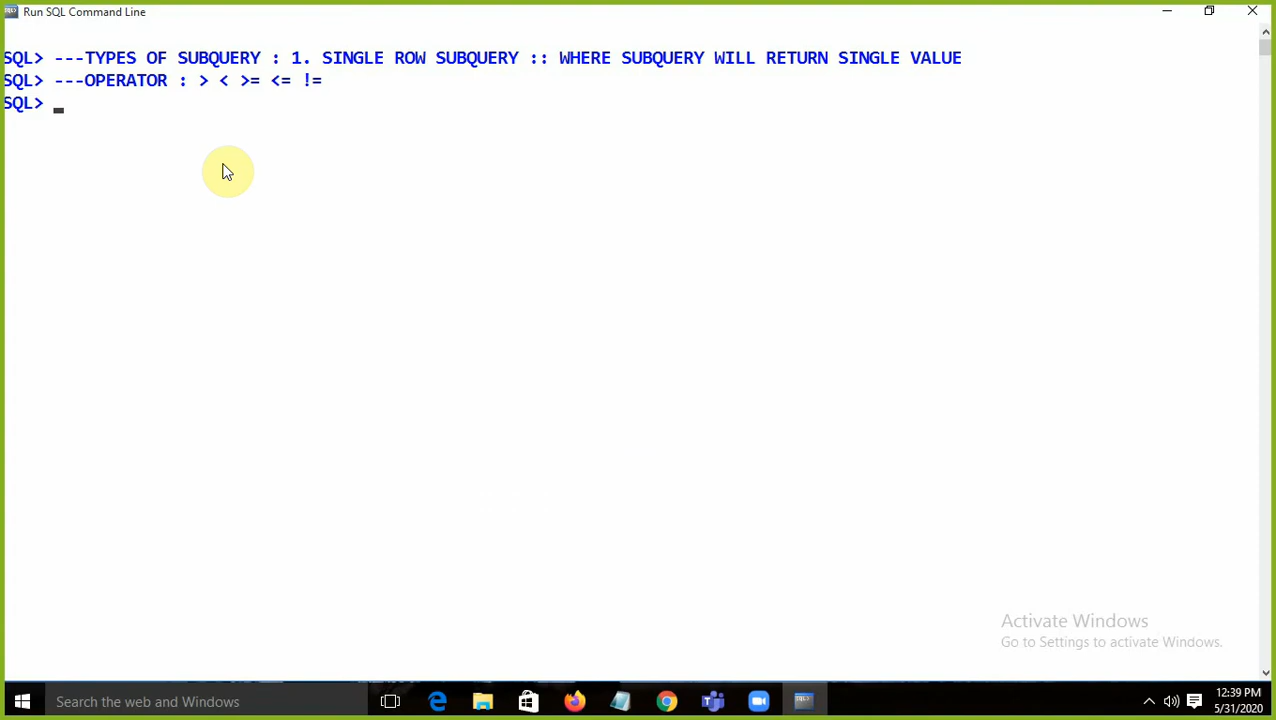 Run SQL Command Line
SQL> ---TYPES OF SUBQUERY : 1. SINGLE ROW SUBQUERY :: WHERE SUBQUERY WILL RETURN SINGLE VALUE
SQL> ---OPERATOR : > < >= <= !=
SQL>
Activate Windows
Go to Settings to activate Windows.
Search the web and Windows
12:39 PM
5/31/2020